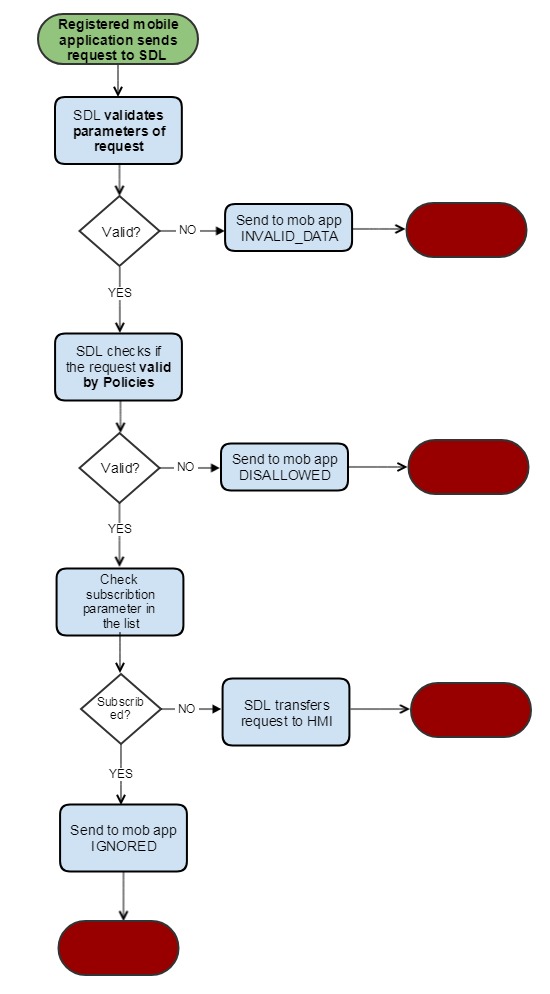 Registered mobile
application sends
request to SDL
SDL validates
parameters of
request
Valid?
NO
Send to mob app
INVALID_DATA
YES
SDL checks if
the request valid
by Policies
Valid?
NO
Send to mob app
DISALLOWED
YES
Check
subscribtion
parameter in
the list
Subscrib
ed?
NO
SDL transfers
request to HMI
YES
Send to mob app
IGNORED